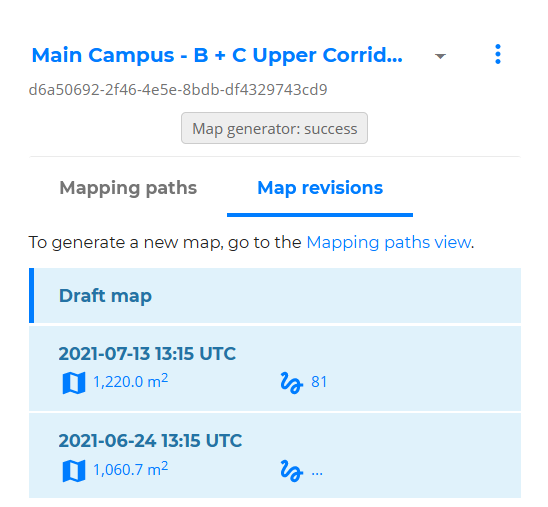 Main Campus - B + C Upper Corrid...
d6a50692-2f46-4e5e-8bdb-df4329743cd9
Map generator: success
Mapping paths Map revisions
To generate a new map, go to the Mapping paths view.
Draft map
2021-07-13 13:15 UTC
1,220.0 m² 81
2021-06-24 13:15 UTC
1,060.7 m² ...